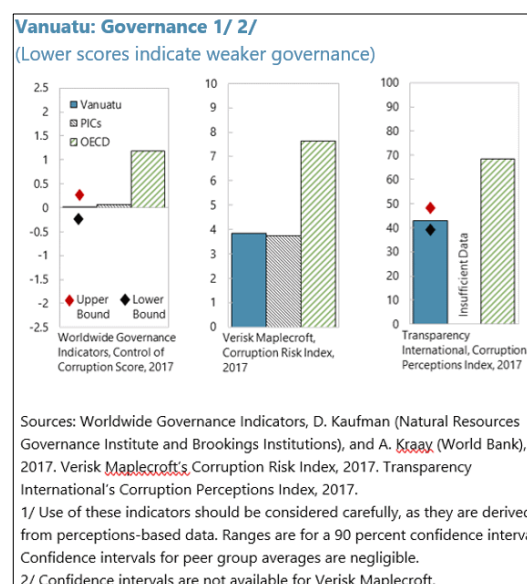 Vanuatu: Governance 1/ 2/
(Lower scores indicate weaker governance)
2.5
2
1.5
1
0.5
0
-0.5
-1
-1.5
-2
-2.5
Vanuatu
PICs
OECD
Upper Bound
Lower Bound
Worldwide Governance
Indicators, Control of
Corruption Score, 2017
10
9
8
7
6
5
4
3
2
1
0
Verisk Maplecroft,
Corruption Risk Index,
2017
100
90
80
70
60
50
40
30
20
10
0
Insufficient Data
Transparency
International, Corruption
Perceptions Index, 2017
Sources: Worldwide Governance Indicators, D. Kaufman (Natural Resources
Governance Institute and Brookings Institutions), and A. Kraay (World Bank),
2017. Verisk Maplecroft's Corruption Risk Index, 2017. Transparency
International's Corruption Perceptions Index, 2017.
1/ Use of these indicators should be considered carefully, as they are derived
from perceptions-based data. Ranges are for a 90 percent confidence interva
Confidence intervals for peer group averages are negligible.
2/ Confidence intervals are not available for Verisk Maplecroft.